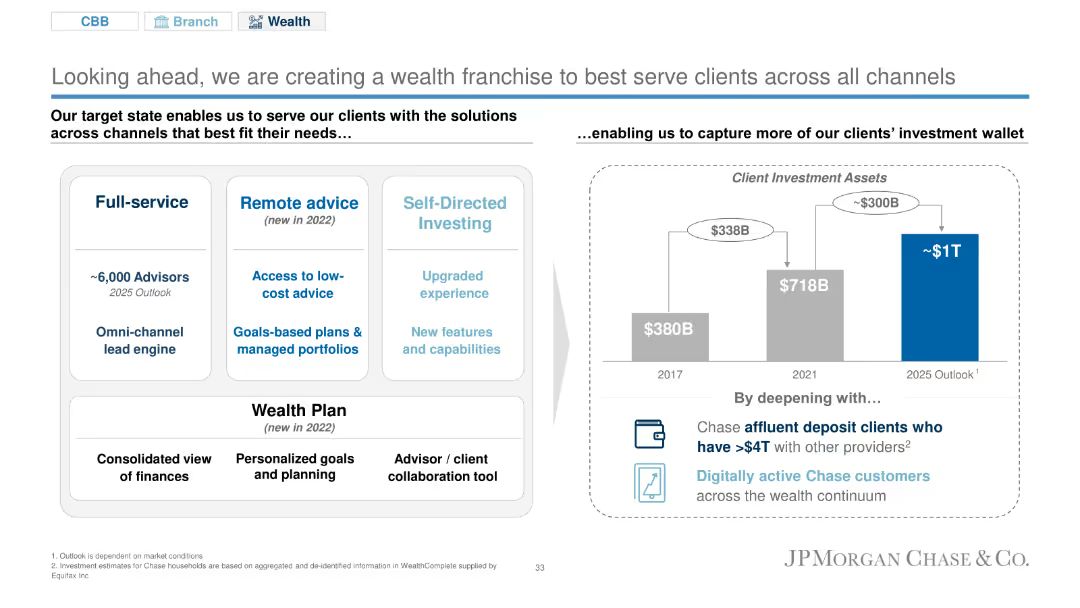 CBB
Branch
Wealth
Looking ahead, we are creating a wealth franchise to best serve clients across all channels
Our target state enables us to serve our clients with the solutions
across channels that best fit their needs…
Full-service
~6,000 Advisors
2025 Outlook
Omni-channel
lead engine
Remote advice
(new in 2022)
Access to low-
cost advice
Goals-based plans &
managed portfolios
Self-Directed
Investing
Upgraded
experience
New features
and capabilities
Wealth Plan
(new in 2022)
Consolidated view
of finances
Personalized goals
and planning
Advisor / client
collaboration tool
…enabling us to capture more of our clients’ investment wallet
Client Investment Assets
~$300B
$338B
~$1T
$718B
$380B
2017
2021
2025 Outlook 1
By deepening with…
Chase affluent deposit clients who
have >$4T with other providers2
Digitally active Chase customers
across the wealth continuum
1. Outlook is dependent on market conditions
2. Investment estimates for Chase households are based on aggregated and de-identified information in WealthComplete supplied by
Equifax Inc
33
JPMORGAN CHASE & CO.